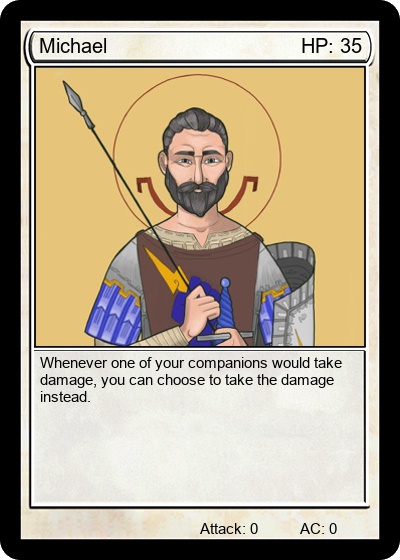 Michael HP: 35
Whenever one of your companions would take
damage, you can choose to take the damage
instead.
Attack: 0 AC: 0